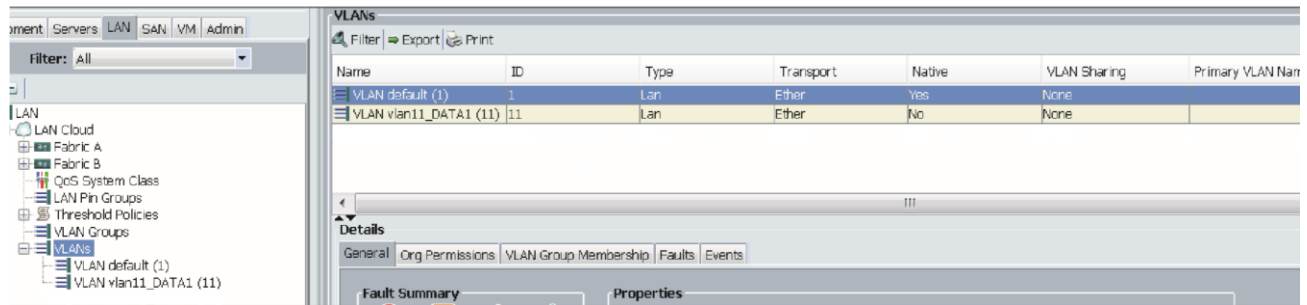 VLANs
ment Servers LAN SAN VM Admin
Filter Export Print
Filter: All
Name ID Type Transport Native VLAN Sharing Primary VLAN Nam
VLAN default (1) 1 Lan Ether Yes None
VLAN vlan11_DATA1 (11) 11 Lan Ether No None
LAN
LAN Cloud
Fabric A
Fabric B
QoS System Class
LAN Pin Groups
Threshold Policies
VLAN Groups
VLANs
VLAN default (1)
VLAN vlan11_DATA1 (11)
Details
General Org Permissions VLAN Group Membership Faults Events
Fault Summary Properties